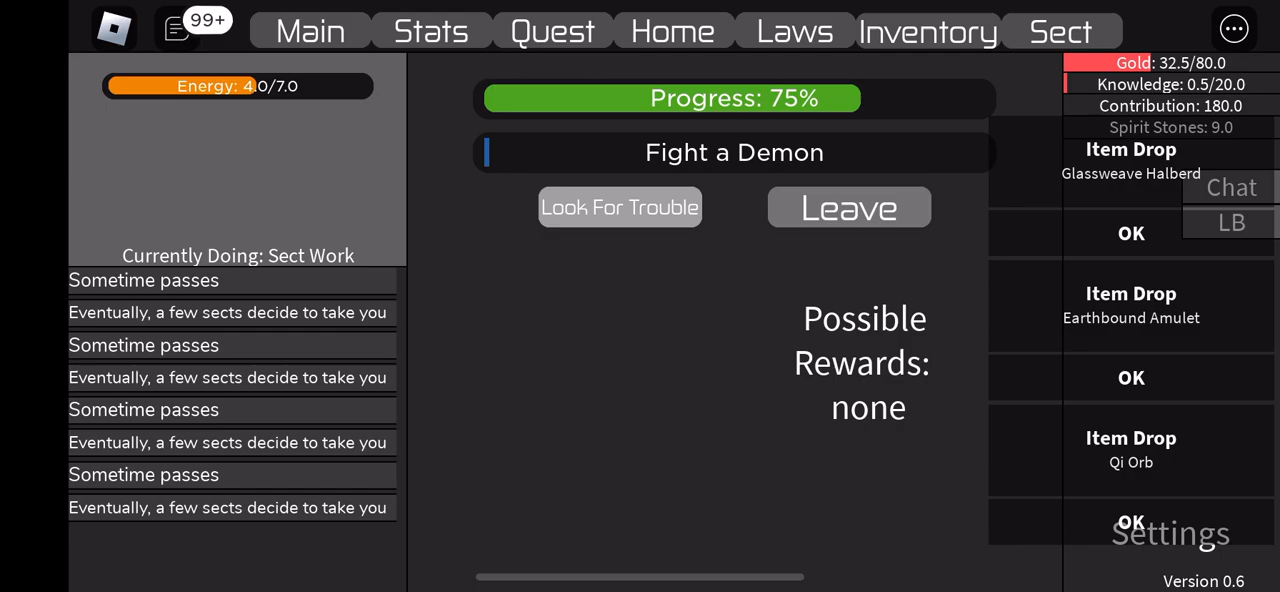 99+
Main
Stats
Quest
Home
Laws
Inventory
Sect
Energy: 4.0/7.0
Currently Doing: Sect Work
Sometime passes
Eventually, a few sects decide to take you
Sometime passes
Eventually, a few sects decide to take you
Sometime passes
Eventually, a few sects decide to take you
Sometime passes
Eventually, a few sects decide to take you
Progress: 75%
Fight a Demon
Look For Trouble
Leave
Possible
Rewards:
none
Gold: 32.5/80.0
Knowledge: 0.5/20.0
Contribution: 180.0
Spirit Stones: 9.0
Item Drop
Glassweave Halberd
Chat
LB
OK
Item Drop
Earthbound Amulet
OK
Item Drop
Qi Orb
OK
Settings
Version 0.6